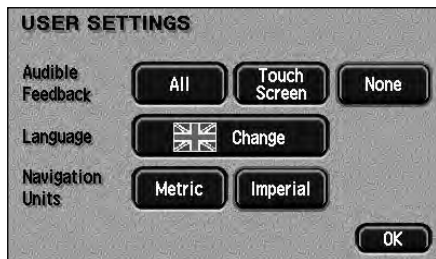 USER SETTINGS
Audible
Feedback
All
Touch
Screen
None
Language
Change
Navigation
Units
Metric
Imperial
OK